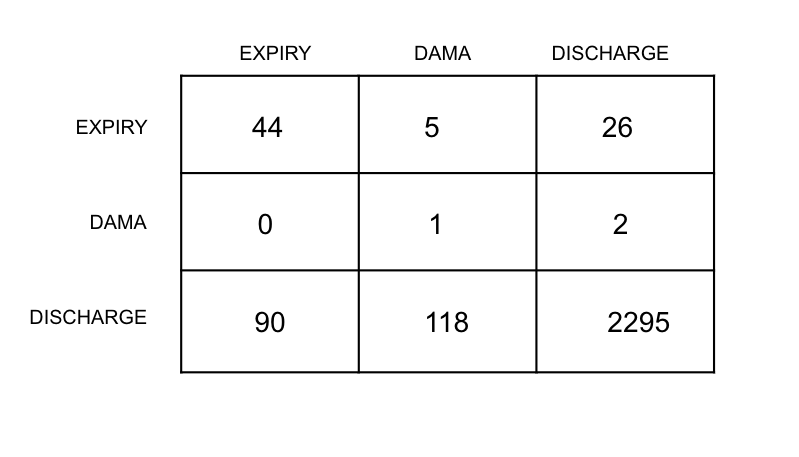 EXPIRY DAMA DISCHARGE
EXPIRY 44 5 26
DAMA 0 1 2
DISCHARGE 90 118 2295